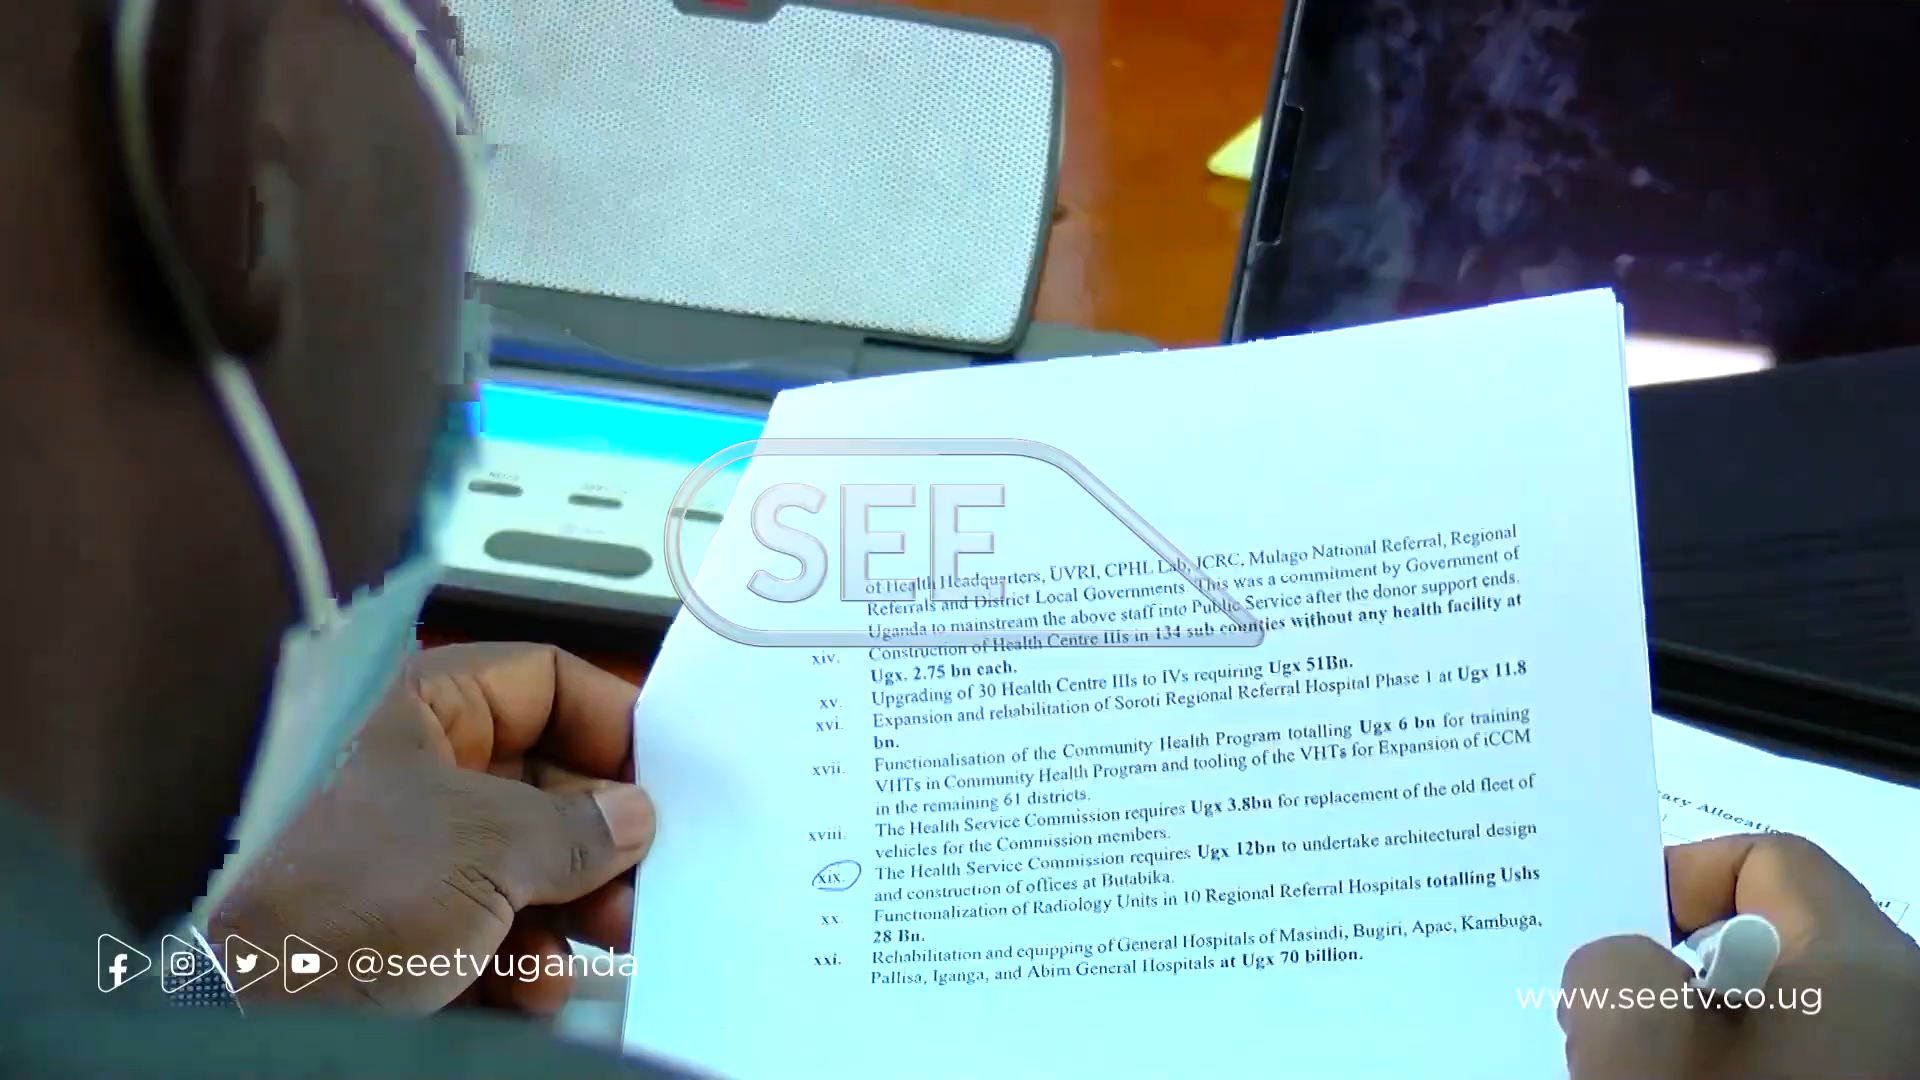 SEE
of Health Headquarters, UVRI, CPHL Lab, JCRC, Mulago National Referral, Regional
Referrals and District Local Governments. This was a commitment by Government of
Uganda to mainstream the above staff into Public Service after the donor support ends.
xiv. Construction of Health Centre IIIs in 134 sub counties without any health facility at
Ugx. 2.75 bn each.
xv. Upgrading of 30 Health Centre IIIs to IVs requiring Ugx 51Bn.
xvi. Expansion and rehabilitation of Soroti Regional Referral Hospital Phase 1 at Ugx 11.8
bn.
xvii. Functionalisation of the Community Health Program totalling Ugx 6 bn for training
VHTs in Community Health Program and tooling of the VHTs for Expansion of iCCM
in the remaining 61 districts.
xviii. The Health Service Commission requires Ugx 3.8bn for replacement of the old fleet of
vehicles for the Commission members.
xix. The Health Service Commission requires Ugx 12bn to undertake architectural design
and construction of offices at Butabika.
xx. Functionalization of Radiology Units in 10 Regional Referral Hospitals totalling Ushs
28 Bn.
xxi. Rehabilitation and equipping of General Hospitals of Masindi, Bugiri, Apac, Kambuga,
Pallisa, Iganga, and Abim General Hospitals at Ugx 70 billion.
@seetvuganda
www.seetv.co.ug